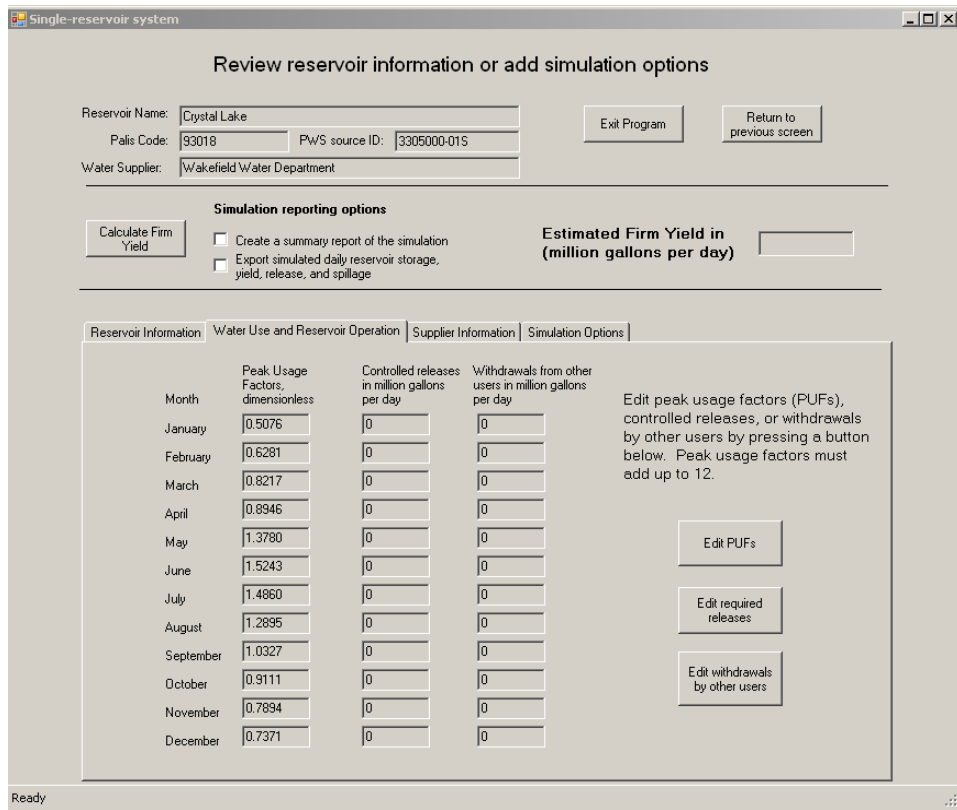 Single-reservoir system
Review reservoir information or add simulation options
Reservoir Name: Crystal Lake
Exit Program
Return to
previous screen
Palis Code: 93018 PWS source ID: 3305000-01S
Water Supplier: Wakefield Water Department
Simulation reporting options
Calculate Firm
Yield
Create a summary report of the simulation
Export simulated daily reservoir storage,
yield, release, and spillage
Estimated Firm Yield in
(million gallons per day)
Reservoir Information Water Use and Reservoir Operation Supplier Information Simulation Options
Month
Peak Usage
Factors,
dimensionless
Controlled releases
in million gallons
per day
Withdrawals from other
users in million gallons
per day
January 0.5076 0 0
February 0.6281 0 0
March 0.8217 0 0
April 0.8946 0 0
May 1.3780 0 0
June 1.5243 0 0
July 1.4860 0 0
August 1.2895 0 0
September 1.0327 0 0
October 0.9111 0 0
November 0.7894 0 0
December 0.7371 0 0
Edit peak usage factors (PUFs),
controlled releases, or withdrawals
by other users by pressing a button
below. Peak usage factors must
add up to 12.
Edit PUFs
Edit required
releases
Edit withdrawals
by other users
Ready